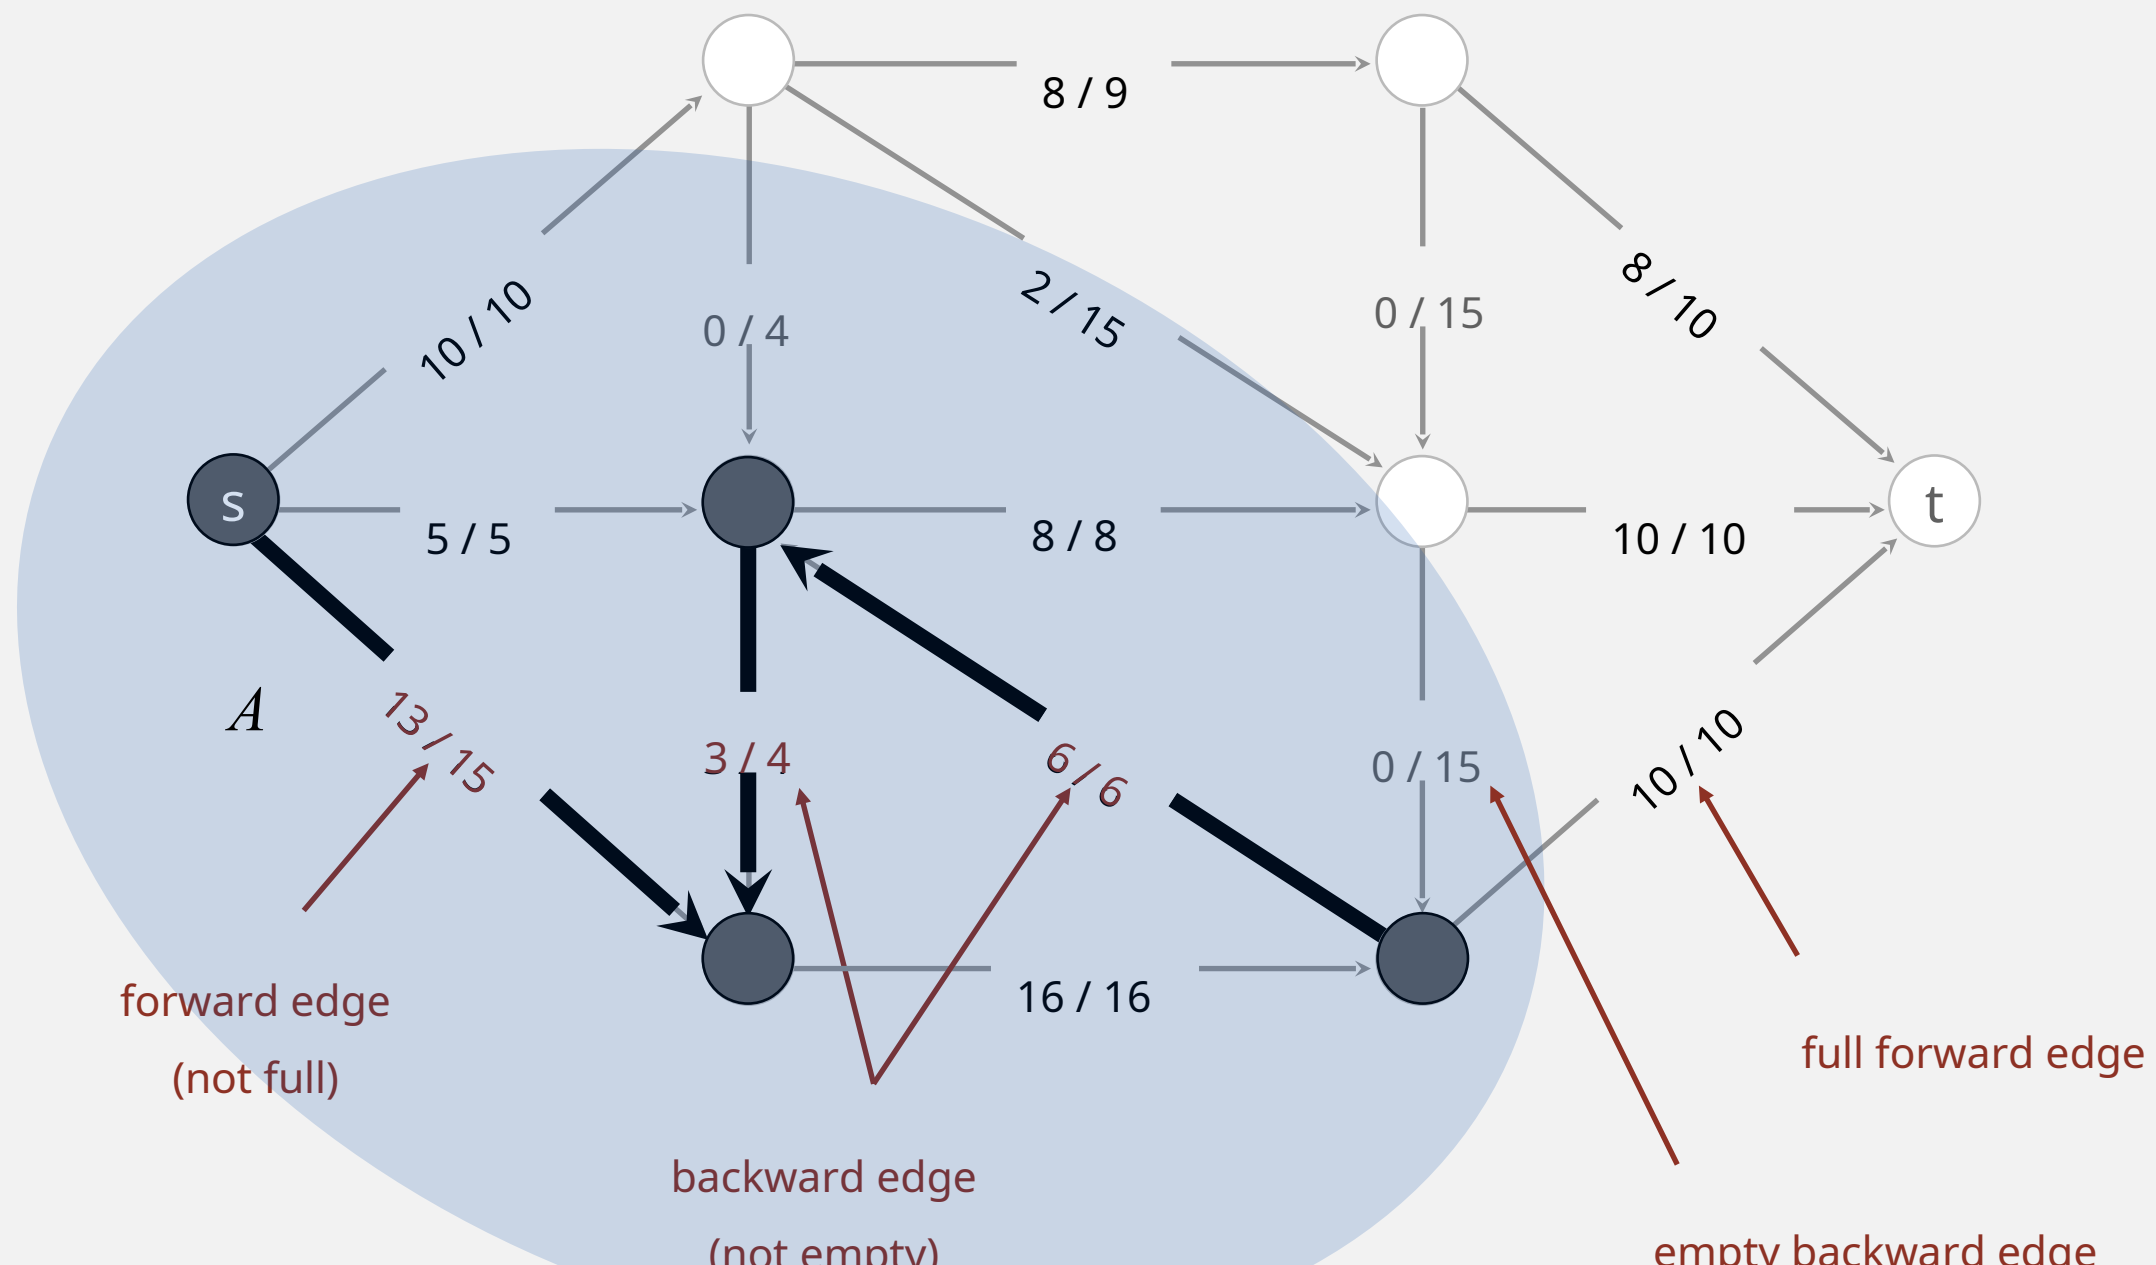 8 / 9
10 / 10
0 / 4
2 / 15
0 / 15
8 / 10
s
5 / 5
8 / 8
10 / 10
t
A
13 / 15
3 / 4
6 / 6
0 / 15
10 / 10
16 / 16
forward edge
(not full)
full forward edge
backward edge
(not empty)
empty backward edge